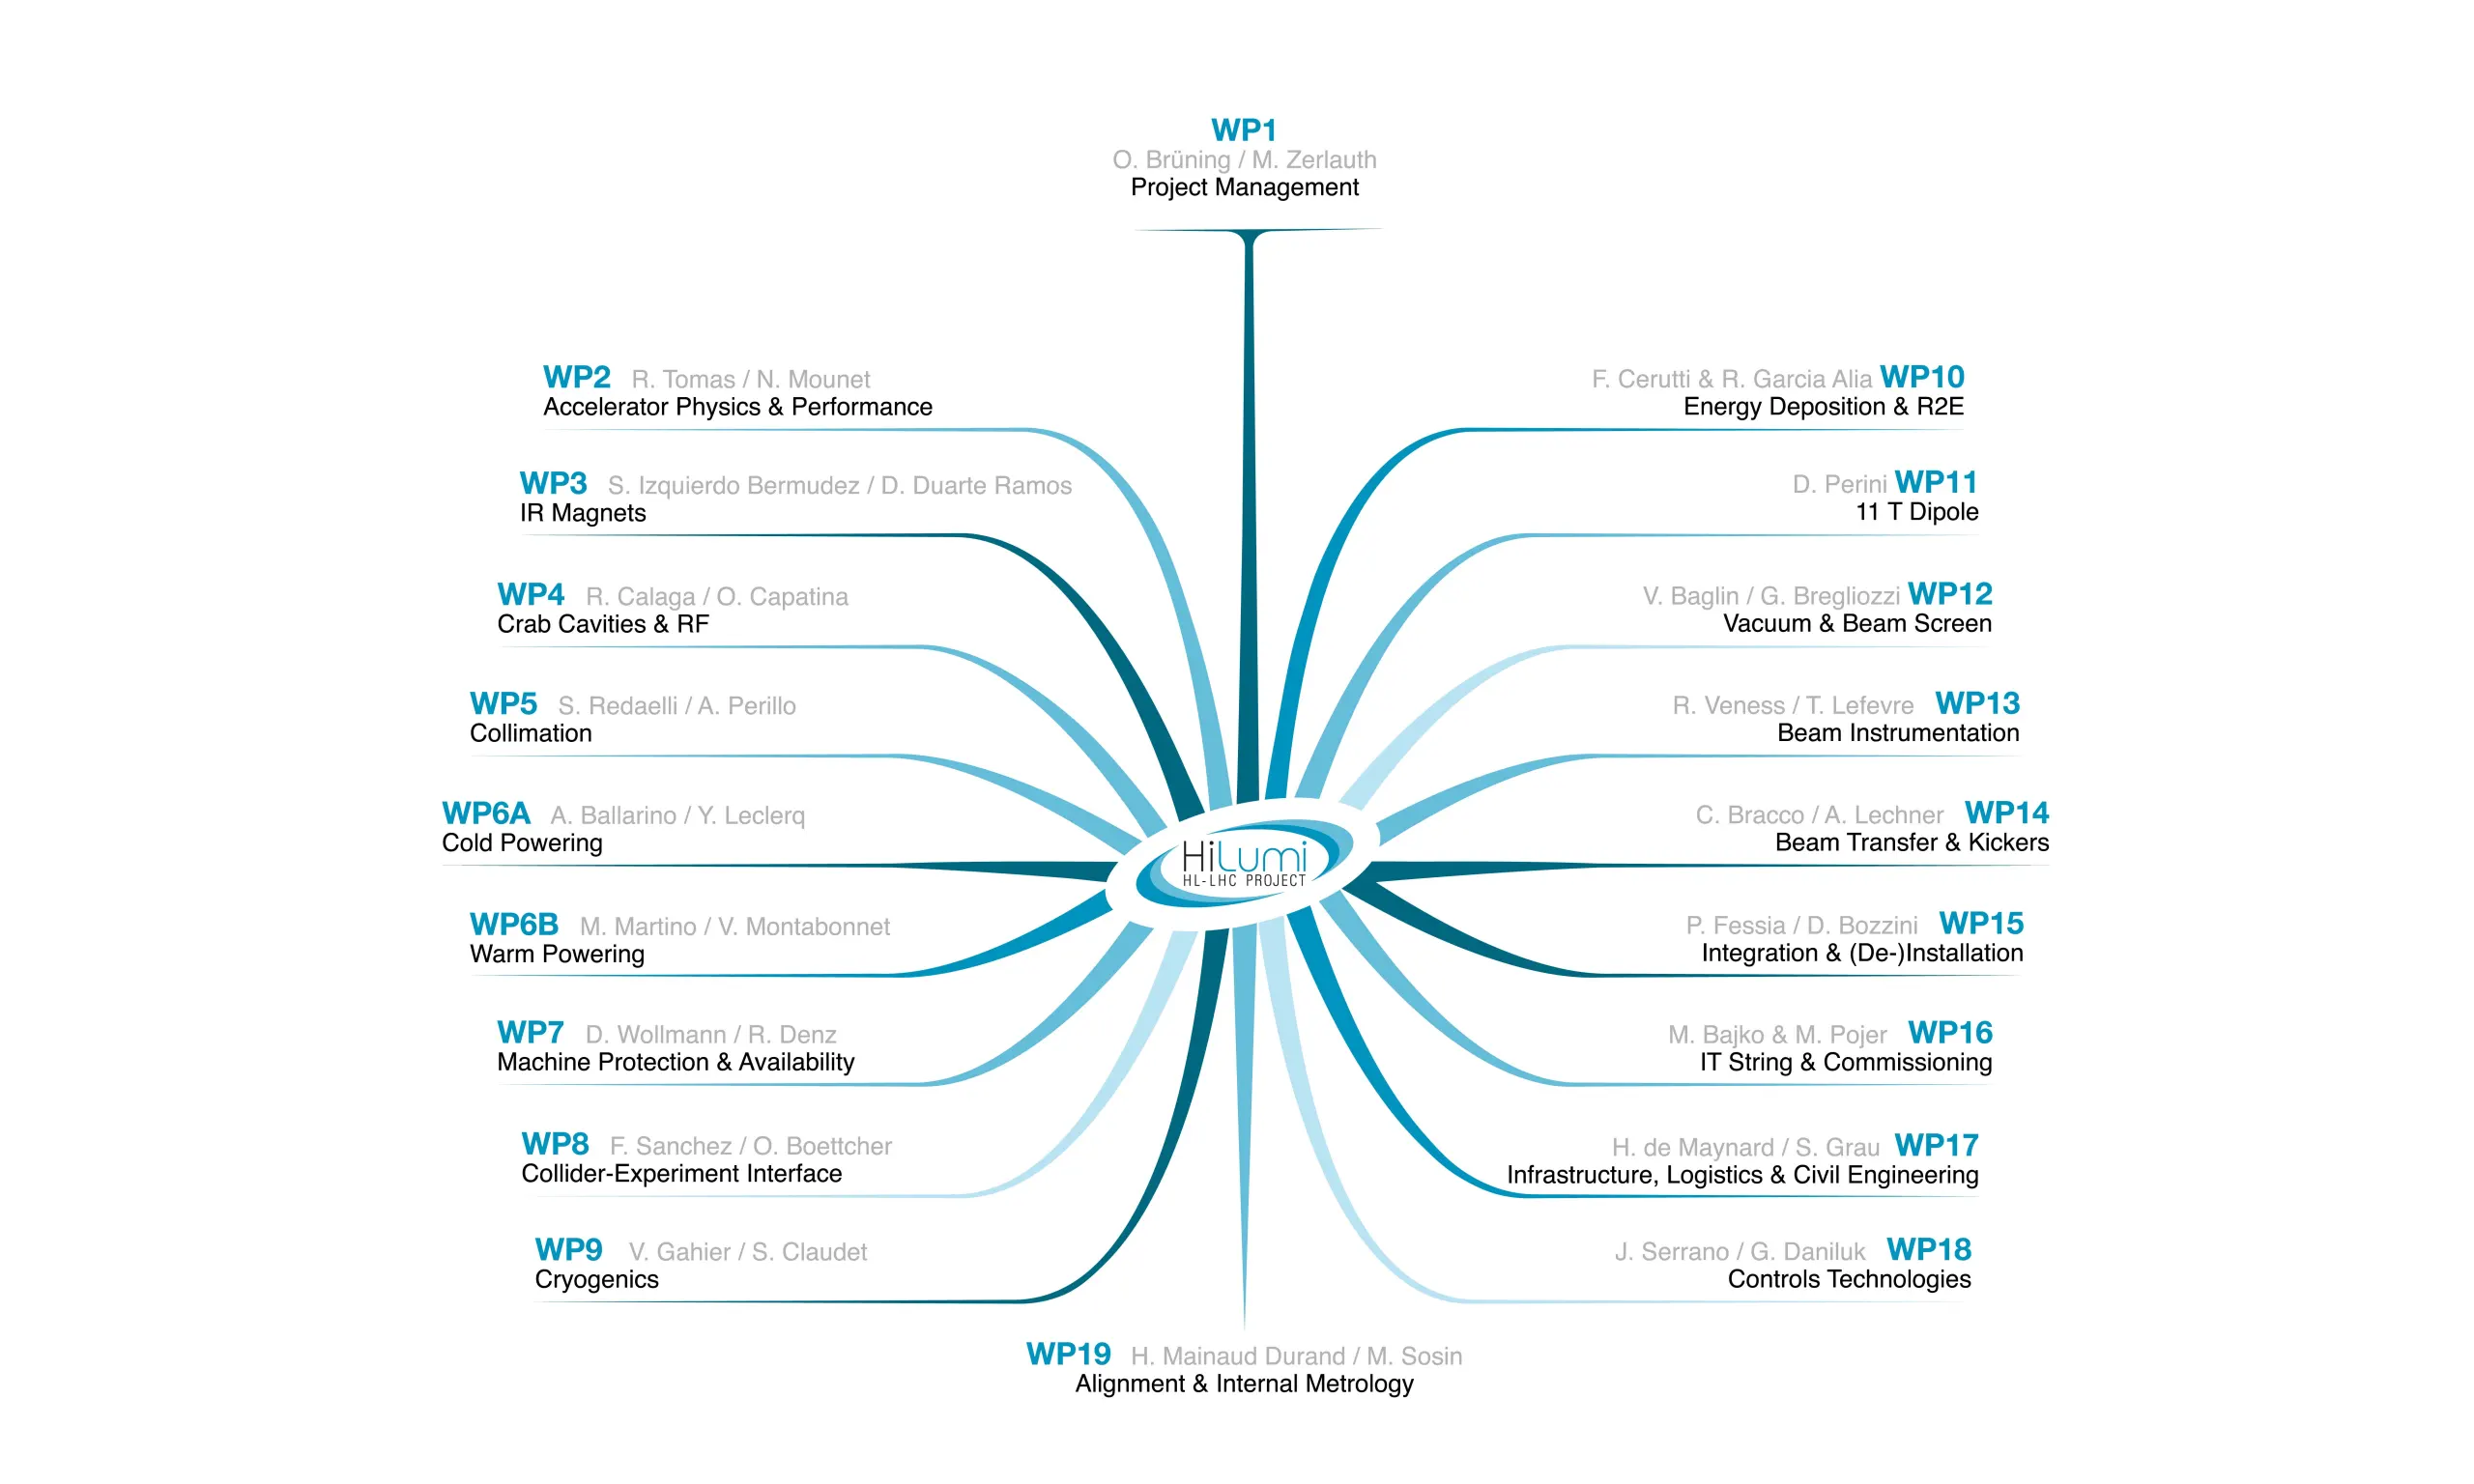 WP1
O. Brüning / M. Zerlauth
Project Management
WP2 R. Tomas / N. Mounet
Accelerator Physics & Performance
WP3 S. Izquierdo Bermudez / D. Duarte Ramos
IR Magnets
WP4 R. Calaga / O. Capatina
Crab Cavities & RF
WP5 S. Redaelli / A. Perillo
Collimation
WP6A A. Ballarino / Y. Leclerq
Cold Powering
WP6B M. Martino / V. Montabonnet
Warm Powering
WP7 D. Wollmann / R. Denz
Machine Protection & Availability
WP8 F. Sanchez / O. Boettcher
Collider-Experiment Interface
WP9 V. Gahier / S. Claudet
Cryogenics
HiLumi
HL-LHC PROJECT
F. Cerutti & R. Garcia Alia WP10
Energy Deposition & R2E
D. Perini WP11
11 T Dipole
V. Baglin / G. Bregliozzi WP12
Vacuum & Beam Screen
R. Veness / T. Lefevre WP13
Beam Instrumentation
C. Bracco / A. Lechner WP14
Beam Transfer & Kickers
P. Fessia / D. Bozzini WP15
Integration & (De-)Installation
M. Bajko & M. Pojer WP16
IT String & Commissioning
H. de Maynard / S. Grau WP17
Infrastructure, Logistics & Civil Engineering
J. Serrano / G. Daniluk WP18
Controls Technologies
WP19 H. Mainaud Durand / M. Sosin
Alignment & Internal Metrology